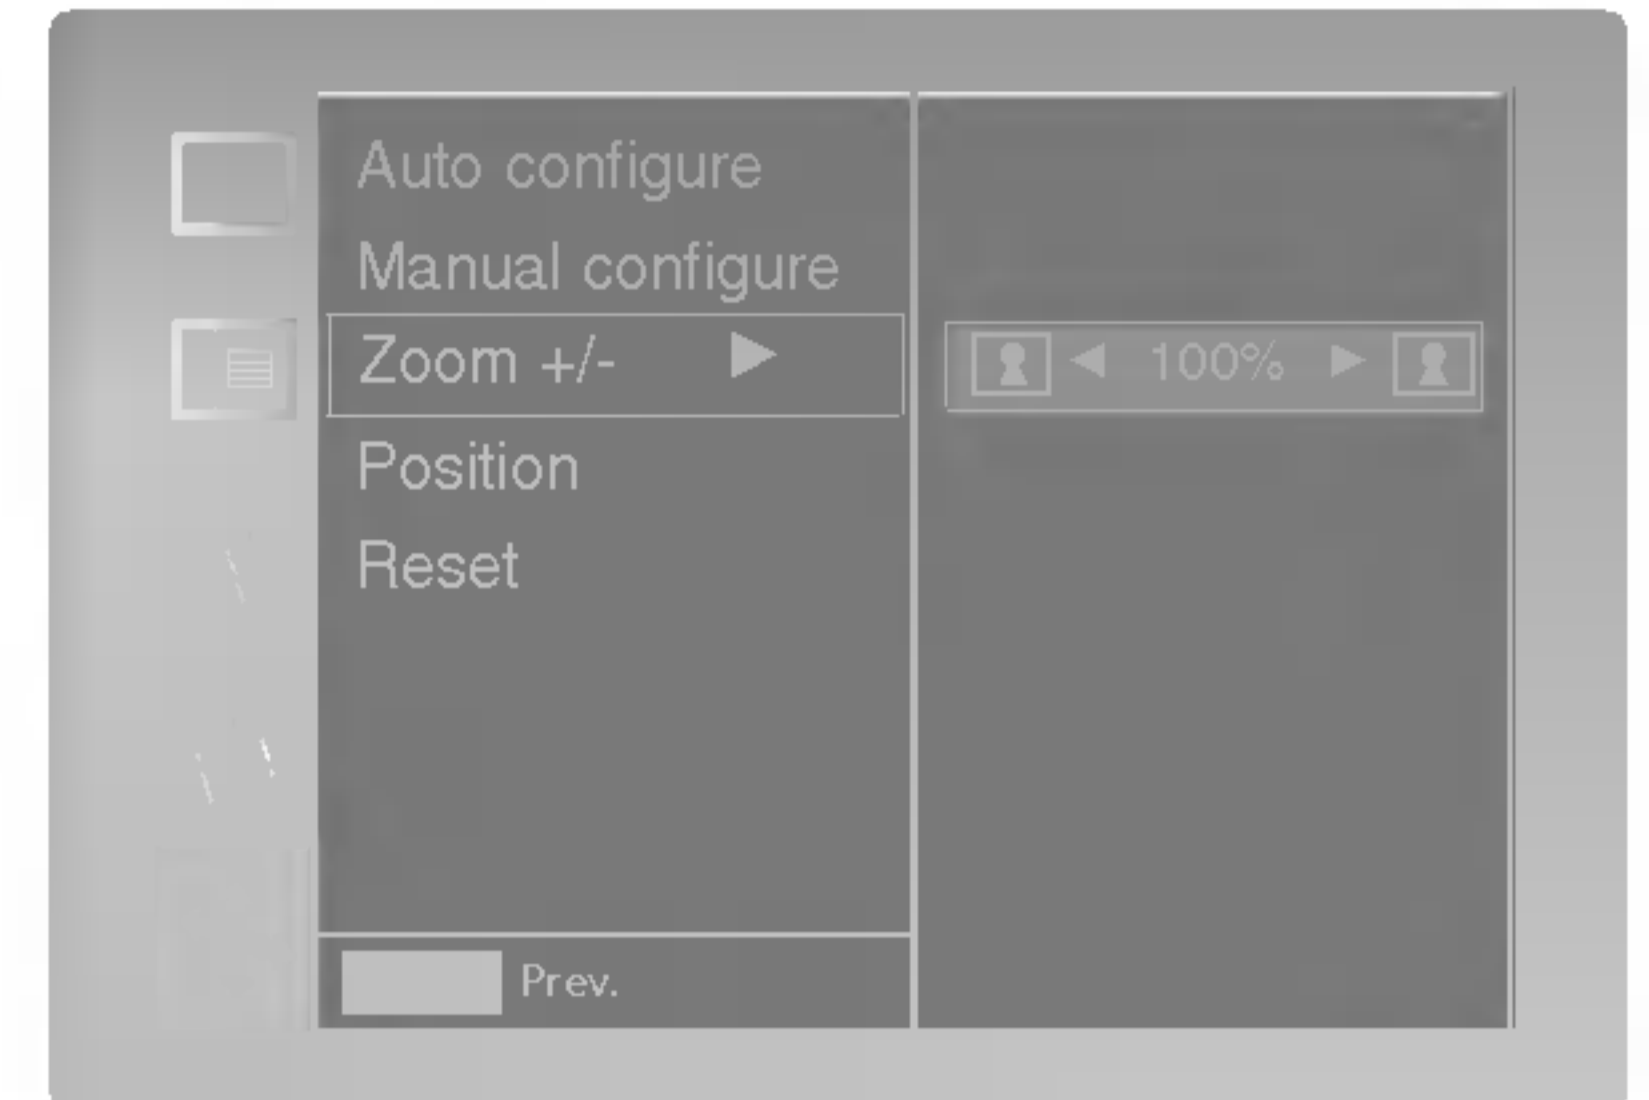 Auto configure
Manual configure
Zoom +/- ▶
◀ 100% ▶
Position
Reset
Prev.